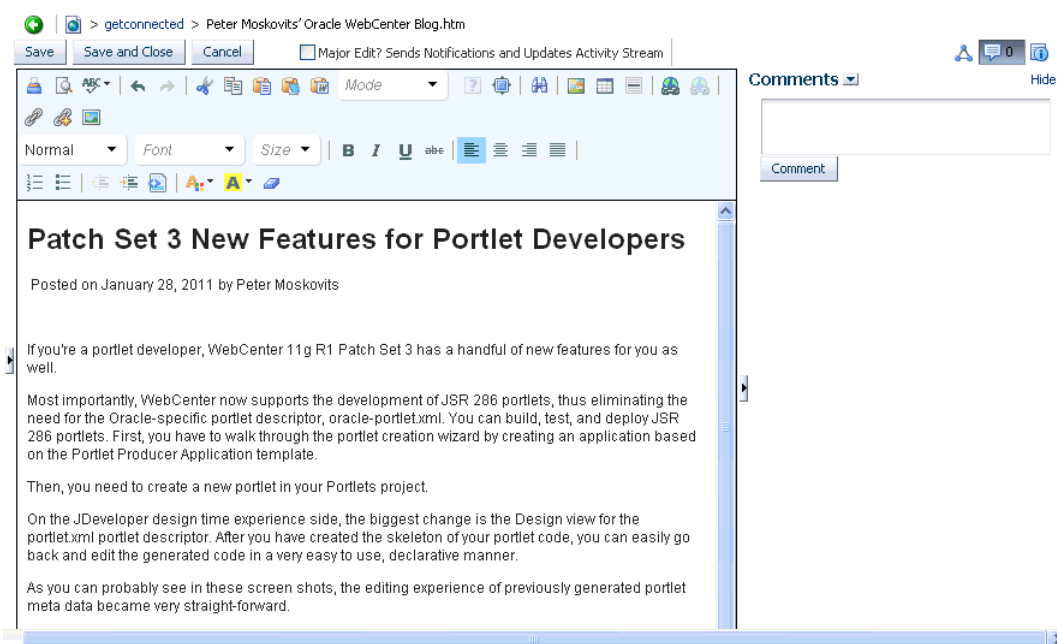 > getconnected > Peter Moskovits' Oracle WebCenter Blog.htm
Save Save and Close Cancel Major Edit? Sends Notifications and Updates Activity Stream 0
Comments Hide
ABC Mode
Normal Font Size B I U abc
A A
Comment
Patch Set 3 New Features for Portlet Developers
Posted on January 28, 2011 by Peter Moskovits
If you're a portlet developer, WebCenter 11g R1 Patch Set 3 has a handful of new features for you as
well.
Most importantly, WebCenter now supports the development of JSR 286 portlets, thus eliminating the
need for the Oracle-specific portlet descriptor, oracle-portlet.xml. You can build, test, and deploy JSR
286 portlets. First, you have to walk through the portlet creation wizard by creating an application based
on the Portlet Producer Application template.
Then, you need to create a new portlet in your Portlets project.
On the JDeveloper design time experience side, the biggest change is the Design view for the
portlet.xml portlet descriptor. After you have created the skeleton of your portlet code, you can easily go
back and edit the generated code in a very easy to use, declarative manner.
As you can probably see in these screen shots, the editing experience of previously generated portlet
meta data became very straight-forward.